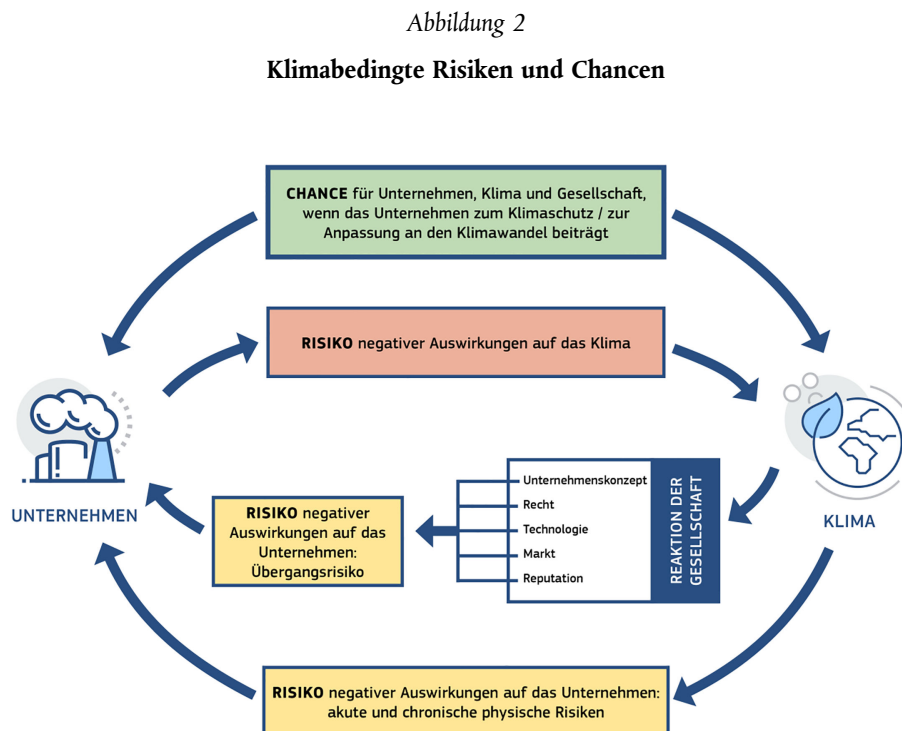 Abbildung 2
Klimabedingte Risiken und Chancen
CHANCE für Unternehmen, Klima und Gesellschaft,
wenn das Unternehmen zum Klimaschutz / zur
Anpassung an den Klimawandel beiträgt
RISIKO negativer Auswirkungen auf das Klima
UNTERNEHMEN
KLIMA
RISIKO negativer
Auswirkungen auf das
Unternehmen:
Übergangsrisiko
Unternehmenskonzept
Recht
Technologie
Markt
Reputation
REAKTION DER
GESELLSCHAFT
RISIKO negativer Auswirkungen auf das Unternehmen:
akute und chronische physische Risiken